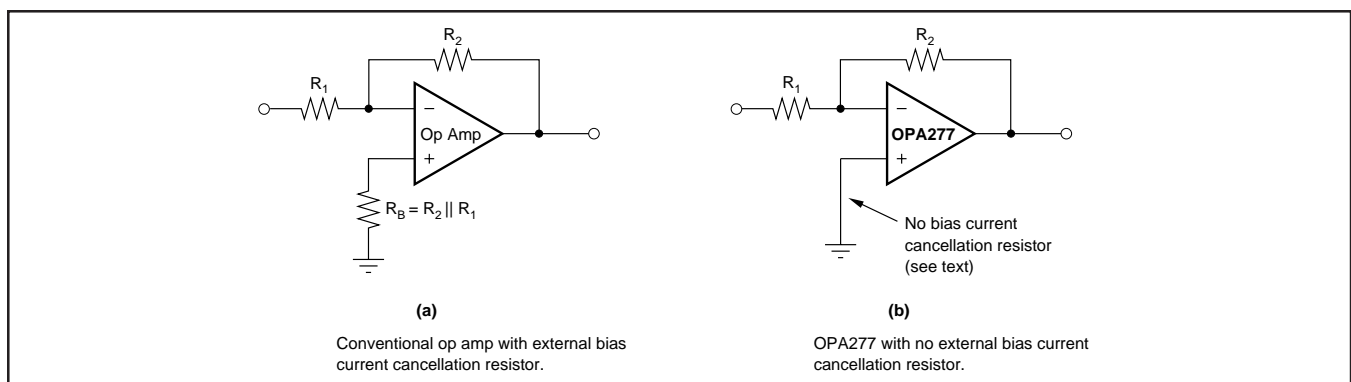 R2
R1
−
Op Amp
+
RB = R2 || R1
(a)
Conventional op amp with external bias
current cancellation resistor.
R2
R1
−
OPA277
+
No bias current
cancellation resistor
(see text)
(b)
OPA277 with no external bias current
cancellation resistor.